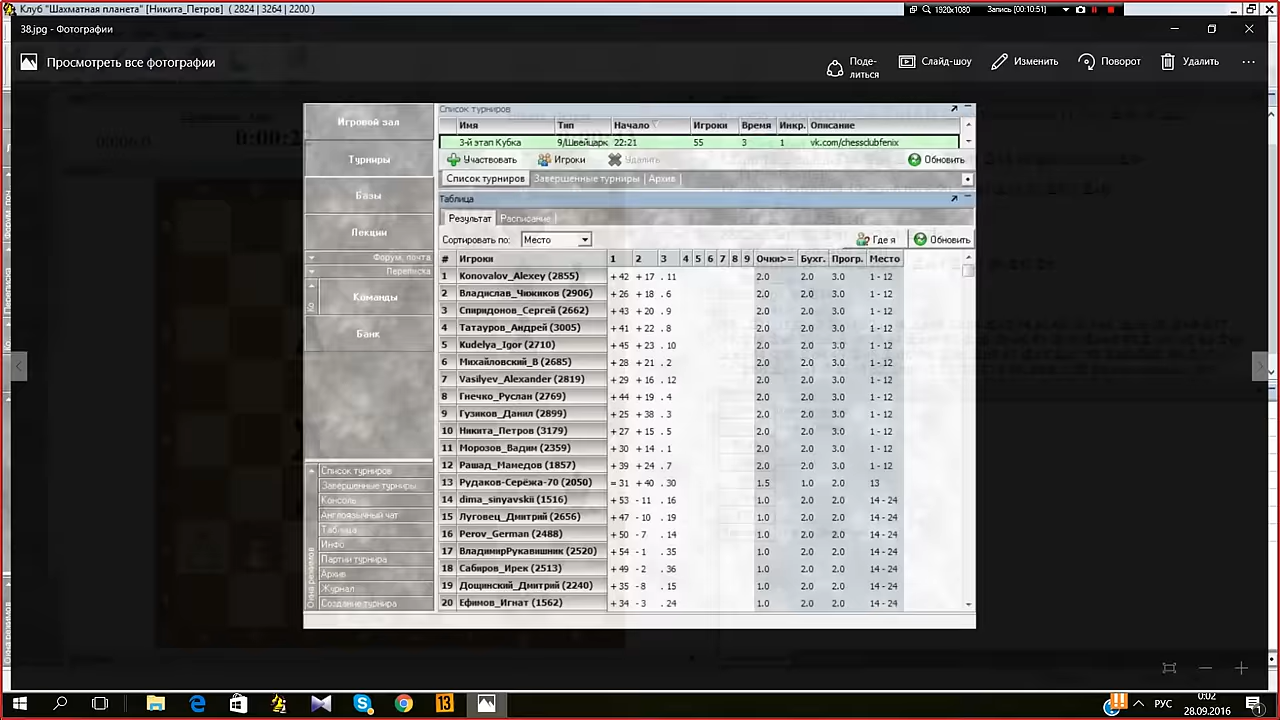 Клуб "Шахматная планета" [Никита_Петров] ( 2824 | 3264 | 2200 )
1920x1080 Запись [00:10:51]
38.jpg - Фотографии
Просмотреть все фотографии
Поде-
литься
Слайд-шоу
Изменить
Поворот
Удалить
Игровой зал
Турниры
Базы
Лекции
Форум, почта
Переписка
Команды
Банк
Список турниров
Завершенные турниры
Консоль
Англоязычный чат
Таблица
Инфо
Партии турнира
Архив
Журнал
Создание турнира
Окна режимов
Список турниров
Имя Тип Начало Игроки Время Инкр. Описание
3-й этап Кубка 9/Швейцарк 22:21 55 3 1 vk.com/chessclubfenix
Участвовать Игроки Удалить Обновить
Список турниров Завершенные турниры Архив
Таблица
Результат Расписание
Сортировать по: Место Где я Обновить
# Игроки 1 2 3 4 5 6 7 8 9 Очки>= Бухг. Прогр. Место
1 Konovalov_Alexey (2855) + 42 + 17 . 11 2.0 2.0 3.0 1 - 12
2 Владислав_Чижиков (2906) + 26 + 18 . 6 2.0 2.0 3.0 1 - 12
3 Спиридонов_Сергей (2662) + 43 + 20 . 9 2.0 2.0 3.0 1 - 12
4 Татауров_Андрей (3005) + 41 + 22 . 8 2.0 2.0 3.0 1 - 12
5 Kudelya_Igor (2710) + 45 + 23 . 10 2.0 2.0 3.0 1 - 12
6 Михайловский_В (2685) + 28 + 21 . 2 2.0 2.0 3.0 1 - 12
7 Vasilyev_Alexander (2819) + 29 + 16 . 12 2.0 2.0 3.0 1 - 12
8 Гнечко_Руслан (2769) + 44 + 19 . 4 2.0 2.0 3.0 1 - 12
9 Гузиков_Данил (2899) + 25 + 38 . 3 2.0 2.0 3.0 1 - 12
10 Никита_Петров (3179) + 27 + 15 . 5 2.0 2.0 3.0 1 - 12
11 Морозов_Вадим (2359) + 30 + 14 . 1 2.0 2.0 3.0 1 - 12
12 Рашад_Мамедов (1857) + 39 + 24 . 7 2.0 2.0 3.0 1 - 12
13 Рудаков-Серёжа-70 (2050) = 31 + 40 . 30 1.5 1.0 2.0 13
14 dima_sinyavskii (1516) + 53 - 11 . 16 1.0 2.0 2.0 14 - 24
15 Луговец_Дмитрий (2656) + 47 - 10 . 19 1.0 2.0 2.0 14 - 24
16 Perov_German (2488) + 50 - 7 . 14 1.0 2.0 2.0 14 - 24
17 ВладимирРукавишник (2520) + 54 - 1 . 35 1.0 2.0 2.0 14 - 24
18 Сабиров_Ирек (2513) + 49 - 2 . 36 1.0 2.0 2.0 14 - 24
19 Дощинский_Дмитрий (2240) + 35 - 8 . 15 1.0 2.0 2.0 14 - 24
20 Ефимов_Игнат (1562) + 34 - 3 . 24 1.0 2.0 2.0 14 - 24
13
РУС
0:02
28.09.2016